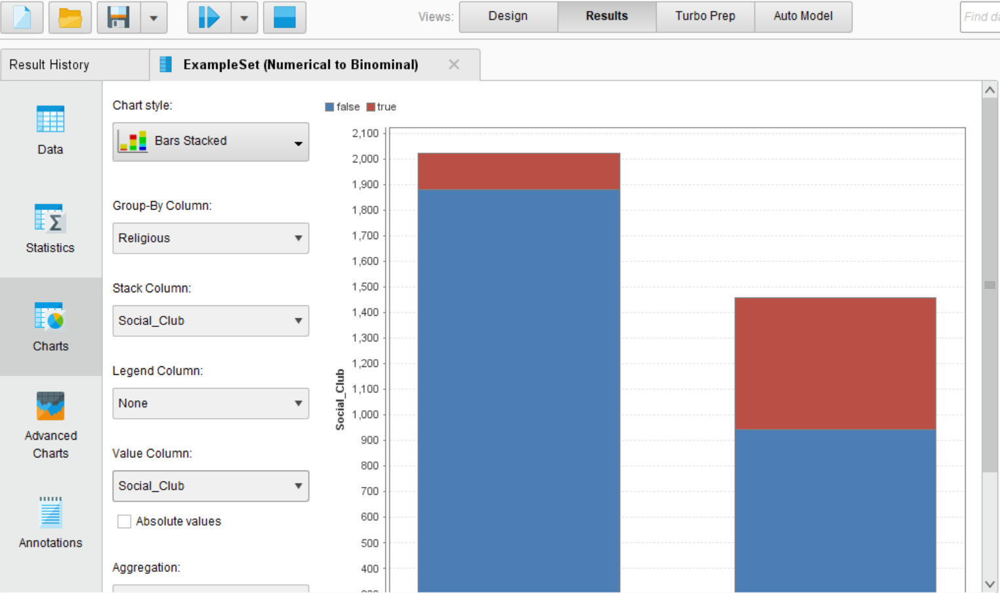 Views:
Design
Results
Turbo Prep
Auto Model
Find da
Result History
ExampleSet (Numerical to Binominal)
Data
Statistics
Charts
Advanced
Charts
Annotations
Chart style:
Bars Stacked
Group-By Column:
Religious
Stack Column:
Social_Club
Legend Column:
None
Value Column:
Social_Club
Absolute values
Aggregation:
false true
2,100
2,000
1,900
1,800
1,700
1,600
1,500
1,400
1,300
1,200
1,100
1,000
900
800
700
600
500
400
Social_Club